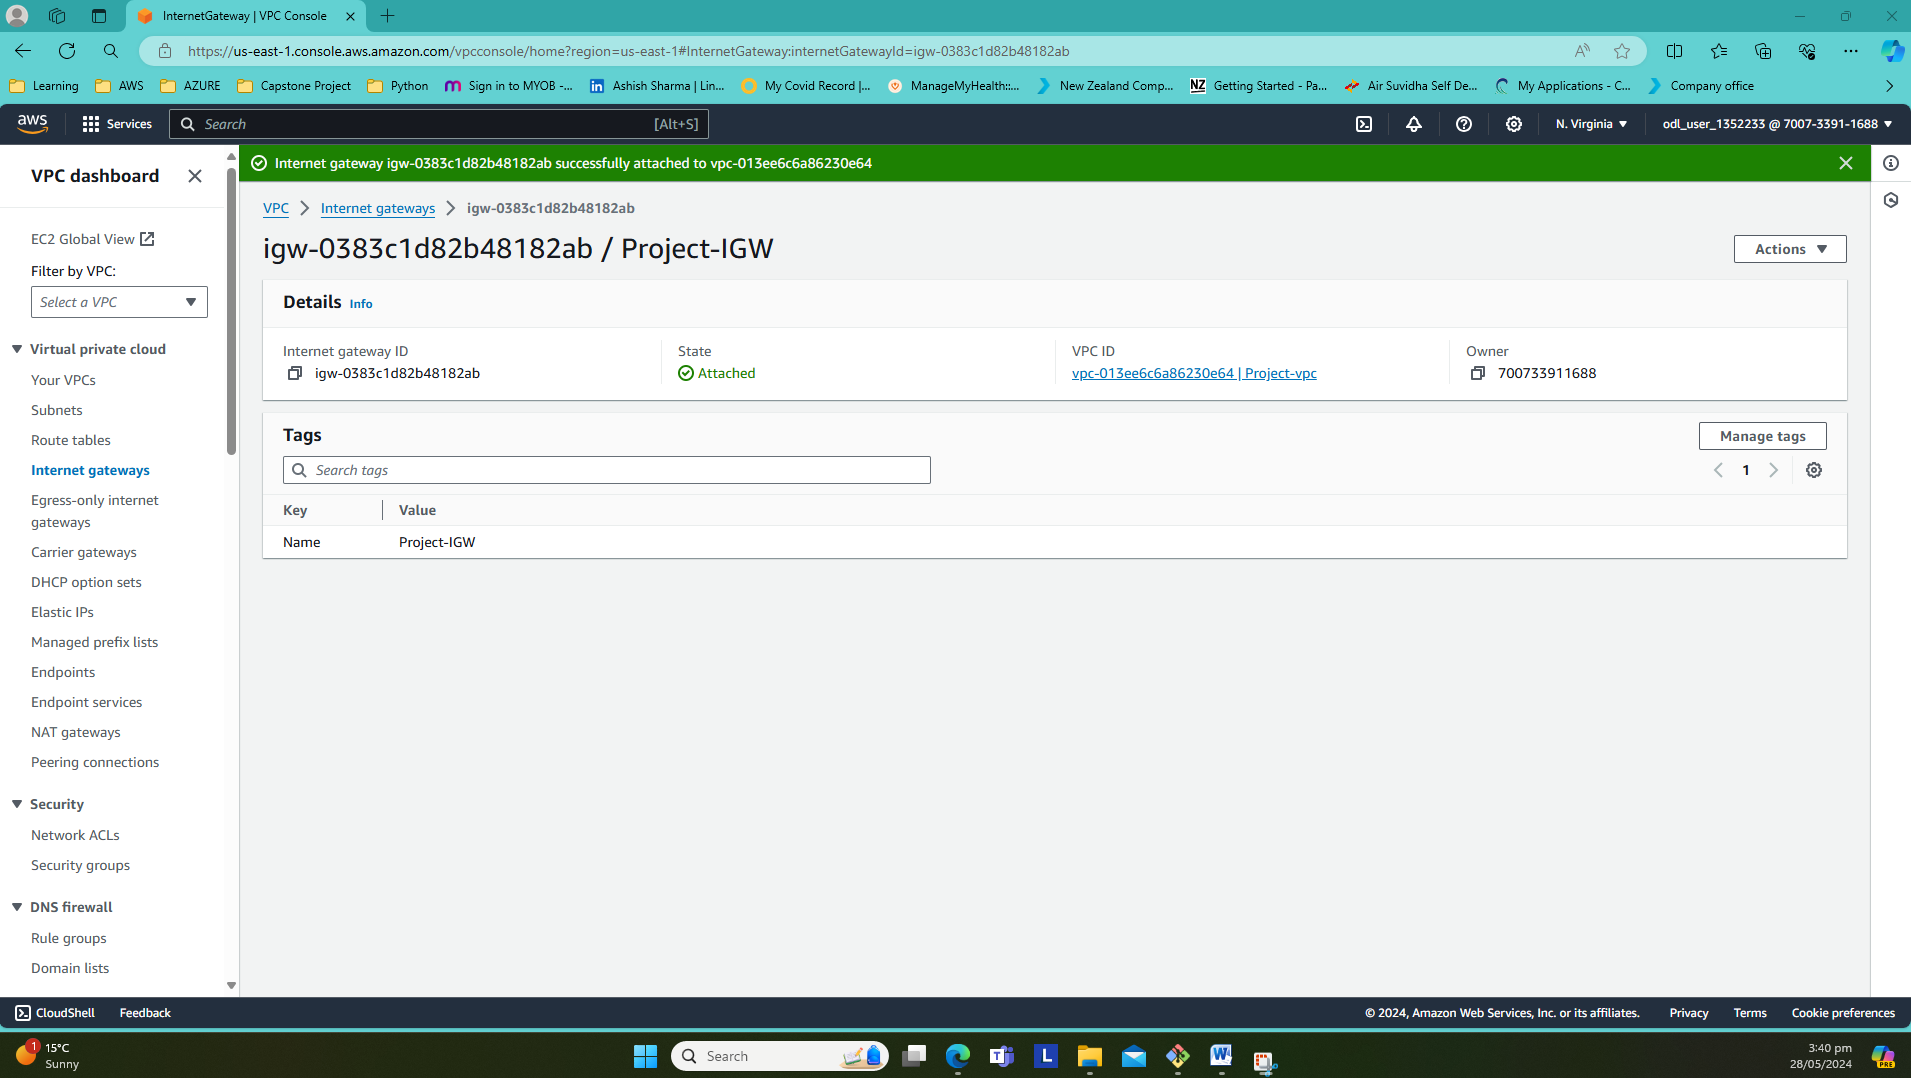 InternetGateway | VPC Console
https://us-east-1.console.aws.amazon.com/vpcconsole/home?region=us-east-1#InternetGateway:internetGatewayId=igw-0383c1d82b48182ab
Learning
AWS
AZURE
Capstone Project
Python
Sign in to MYOB -...
Ashish Sharma | Lin...
My Covid Record |...
ManageMyHealth::...
New Zealand Comp...
Getting Started - Pa...
Air Suvidha Self De...
My Applications - C...
Company office
aws
Services
Search
[Alt+S]
N. Virginia
odl_user_1352233 @ 7007-3391-1688
VPC dashboard
EC2 Global View
Filter by VPC:
Select a VPC
Virtual private cloud
Your VPCs
Subnets
Route tables
Internet gateways
Egress-only internet
gateways
Carrier gateways
DHCP option sets
Elastic IPs
Managed prefix lists
Endpoints
Endpoint services
NAT gateways
Peering connections
Security
Network ACLs
Security groups
DNS firewall
Rule groups
Domain lists
Internet gateway igw-0383c1d82b48182ab successfully attached to vpc-013ee6c6a86230e64
VPC
Internet gateways
igw-0383c1d82b48182ab
igw-0383c1d82b48182ab / Project-IGW
Actions
Details Info
Internet gateway ID
igw-0383c1d82b48182ab
State
Attached
VPC ID
vpc-013ee6c6a86230e64 | Project-vpc
Owner
700733911688
Tags
Manage tags
Search tags
1
Key
Value
Name
Project-IGW
CloudShell
Feedback
© 2024, Amazon Web Services, Inc. or its affiliates.
Privacy
Terms
Cookie preferences
1
15°C
Sunny
Search
3:40 pm
28/05/2024
PRE